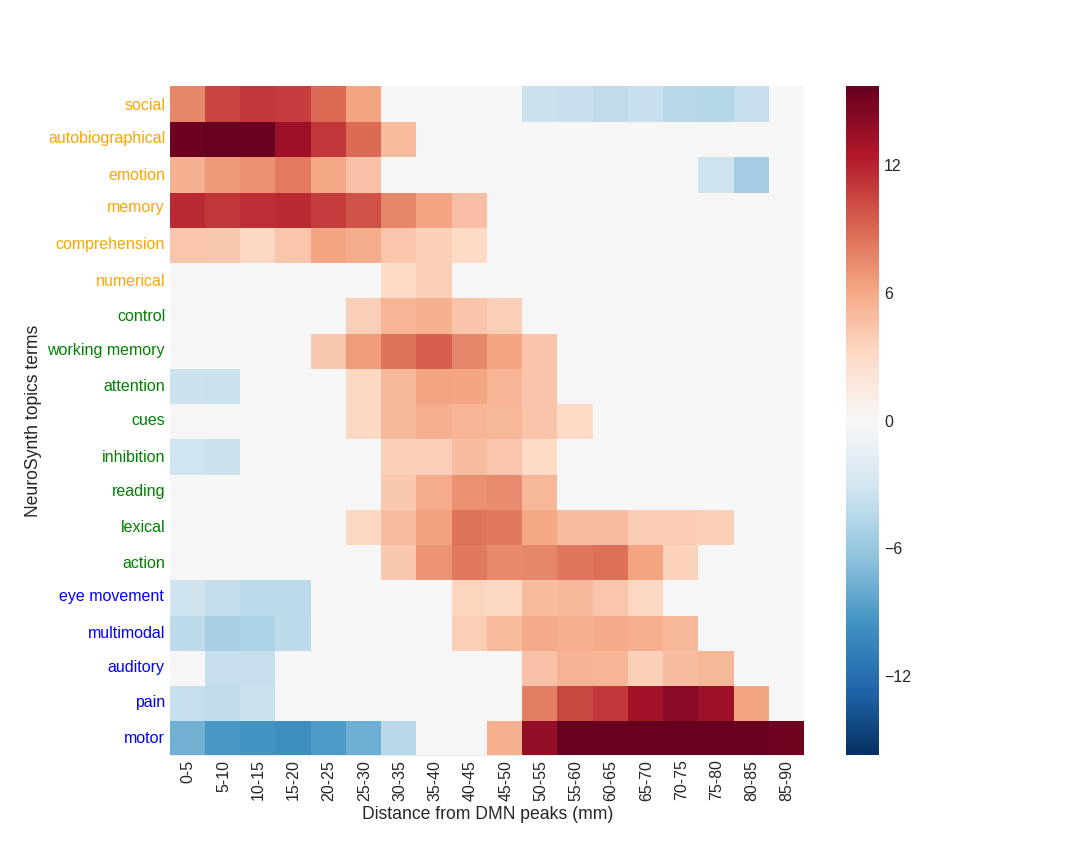 social
autobiographical
emotion
memory
comprehension
numerical
control
working memory
attention
cues
inhibition
reading
lexical
action
eye movement
multimodal
auditory
pain
motor
NeuroSynth topics terms
0-5
5-10
10-15
15-20
20-25
25-30
30-35
35-40
40-45
45-50
50-55
55-60
60-65
65-70
70-75
75-80
80-85
85-90
Distance from DMN peaks (mm)
12
6
0
−6
−12